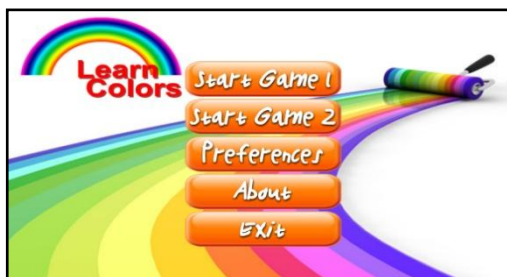 Learn
Colors
Start Game 1
Start Game 2
Preferences
About
Exit